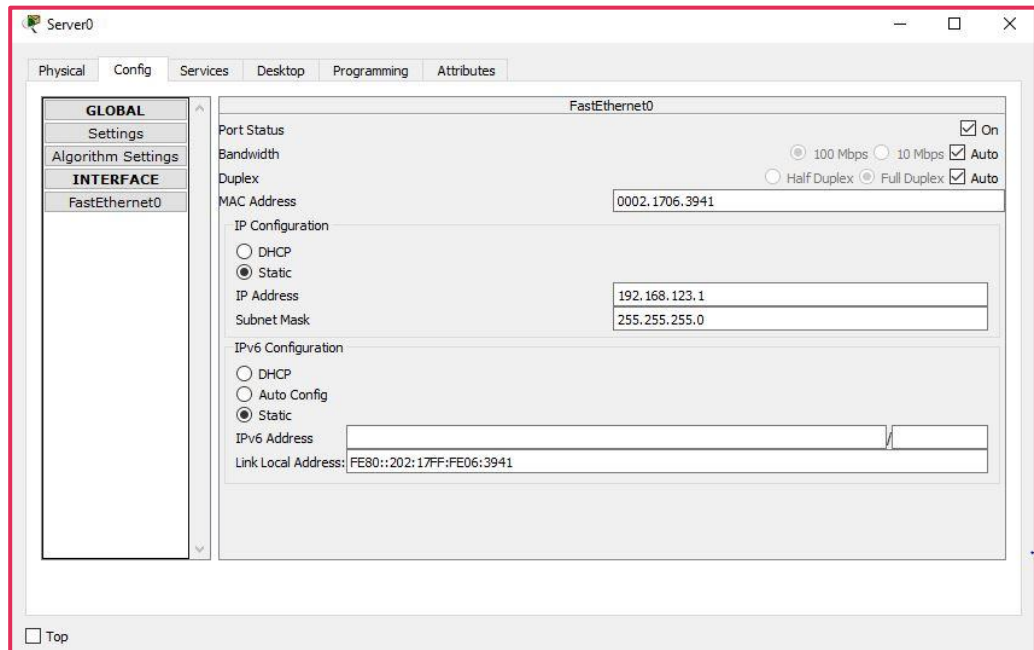 Server0
Physical Config Services Desktop Programming Attributes
GLOBAL
Settings
Algorithm Settings
INTERFACE
FastEthernet0
FastEthernet0
Port Status On
Bandwidth 100 Mbps 10 Mbps Auto
Duplex Half Duplex Full Duplex Auto
MAC Address 0002.1706.3941
IP Configuration
DHCP
Static
IP Address 192.168.123.1
Subnet Mask 255.255.255.0
IPv6 Configuration
DHCP
Auto Config
Static
IPv6 Address /
Link Local Address: FE80::202:17FF:FE06:3941
Top